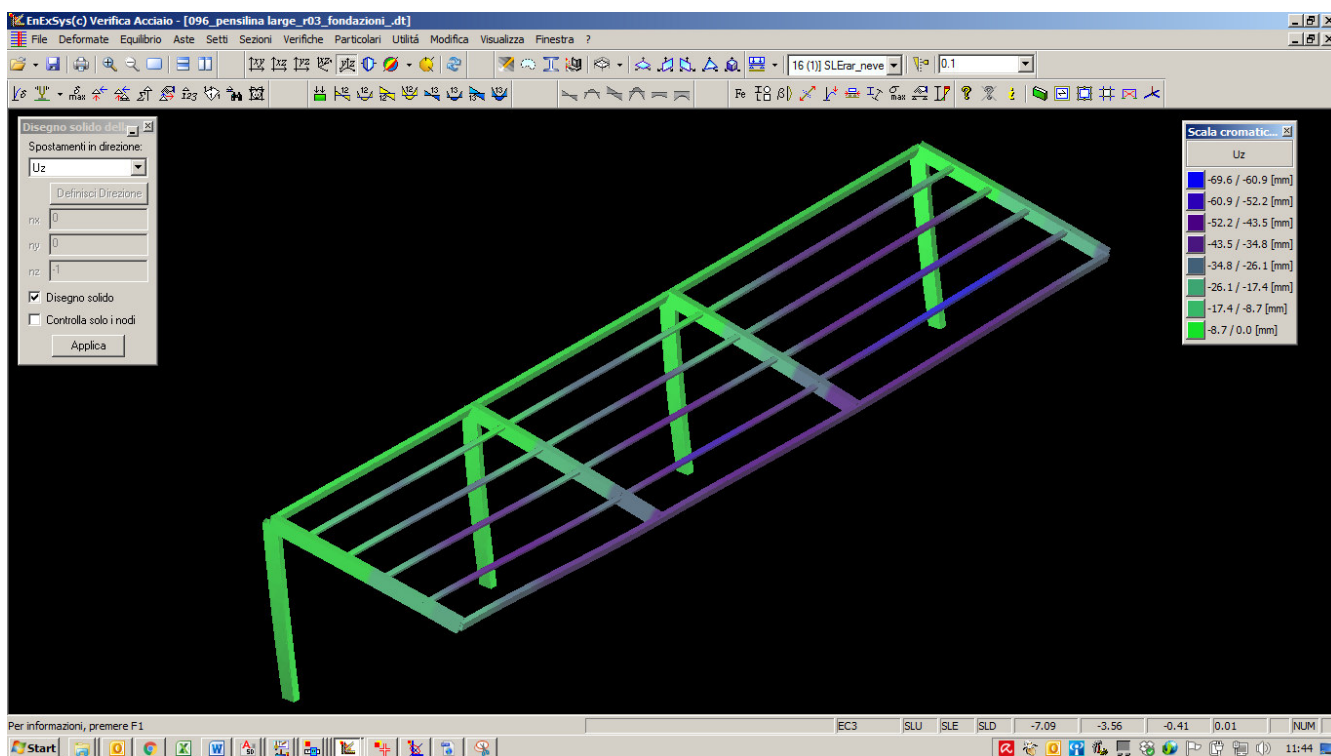 EnExSys(c) Verifica Acciaio - [096_pensilina large_r03_fondazioni_.dt]
File Deformate Equilibrio Aste Setti Sezioni Verifiche Particolari Utilità Modifica Visualizza Finestra ?
16 (1)] SLErar_neve
0.1
Disegno solido dell
Spostamenti in direzione:
Uz
Definisci Direzione
nx 0
ny 0
nz -1
Disegno solido
Controlla solo i nodi
Applica
Scala cromatic...
Uz
-69.6 / -60.9 [mm]
-60.9 / -52.2 [mm]
-52.2 / -43.5 [mm]
-43.5 / -34.8 [mm]
-34.8 / -26.1 [mm]
-26.1 / -17.4 [mm]
-17.4 / -8.7 [mm]
-8.7 / 0.0 [mm]
Per informazioni, premere F1
EC3 SLU SLE SLD -7.09 -3.56 -0.41 0.01 NUM
Start
11:44